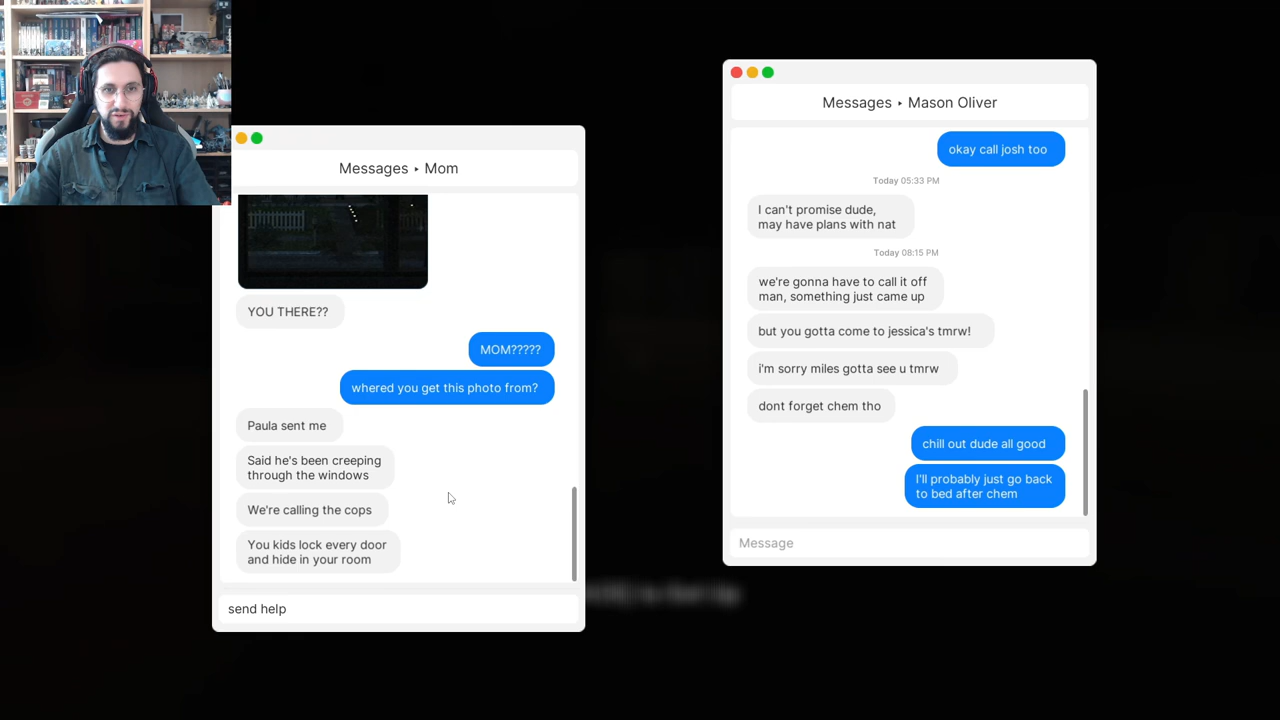 Messages ▸ Mom
YOU THERE??
MOM?????
whered you get this photo from?
Paula sent me
Said he's been creeping
through the windows
We're calling the cops
You kids lock every door
and hide in your room
send help
Messages ▸ Mason Oliver
okay call josh too
Today 05:33 PM
I can't promise dude,
may have plans with nat
Today 08:15 PM
we're gonna have to call it off
man, something just came up
but you gotta come to jessica's tmrw!
i'm sorry miles gotta see u tmrw
dont forget chem tho
chill out dude all good
I'll probably just go back
to bed after chem
Message